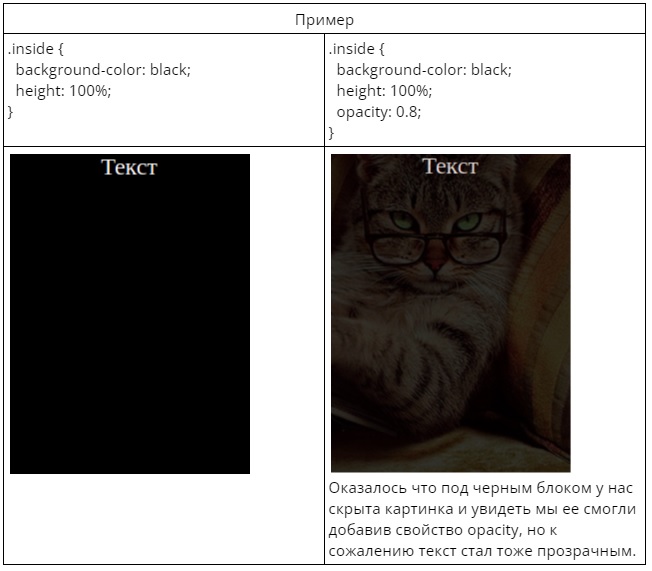 Пример
.inside {
background-color: black;
height: 100%;
}
.inside {
background-color: black;
height: 100%;
opacity: 0.8;
}
Текст
Текст
Оказалось что под черным блоком у нас
скрыта картинка и увидеть мы ее смогли
добавив свойство opacity, но к
сожалению текст стал тоже прозрачным.